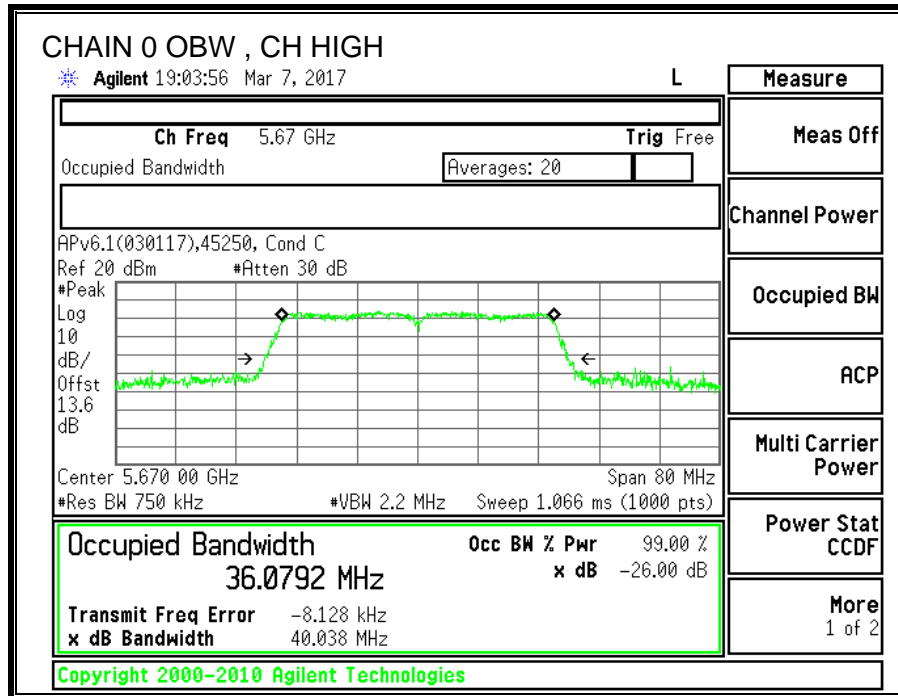 CHAIN 0 OBW , CH HIGH
Agilent 19:03:56 Mar 7, 2017 L
Measure
Ch Freq 5.67 GHz Trig Free
Meas Off
Occupied Bandwidth Averages: 20
Channel Power
APv6.1(030117),45250, Cond C
Ref 20 dBm #Atten 30 dB
#Peak
Log
10
dB/
Offst
13.6
dB
Occupied BW
ACP
Center 5.670 00 GHz Span 80 MHz
#Res BW 750 kHz #VBW 2.2 MHz Sweep 1.066 ms (1000 pts)
Multi Carrier
Power
Occupied Bandwidth Occ BW % Pwr 99.00 %
36.0792 MHz x dB -26.00 dB
Power Stat
CCDF
Transmit Freq Error -8.128 kHz
x dB Bandwidth 40.038 MHz
More
1 of 2
Copyright 2000-2010 Agilent Technologies